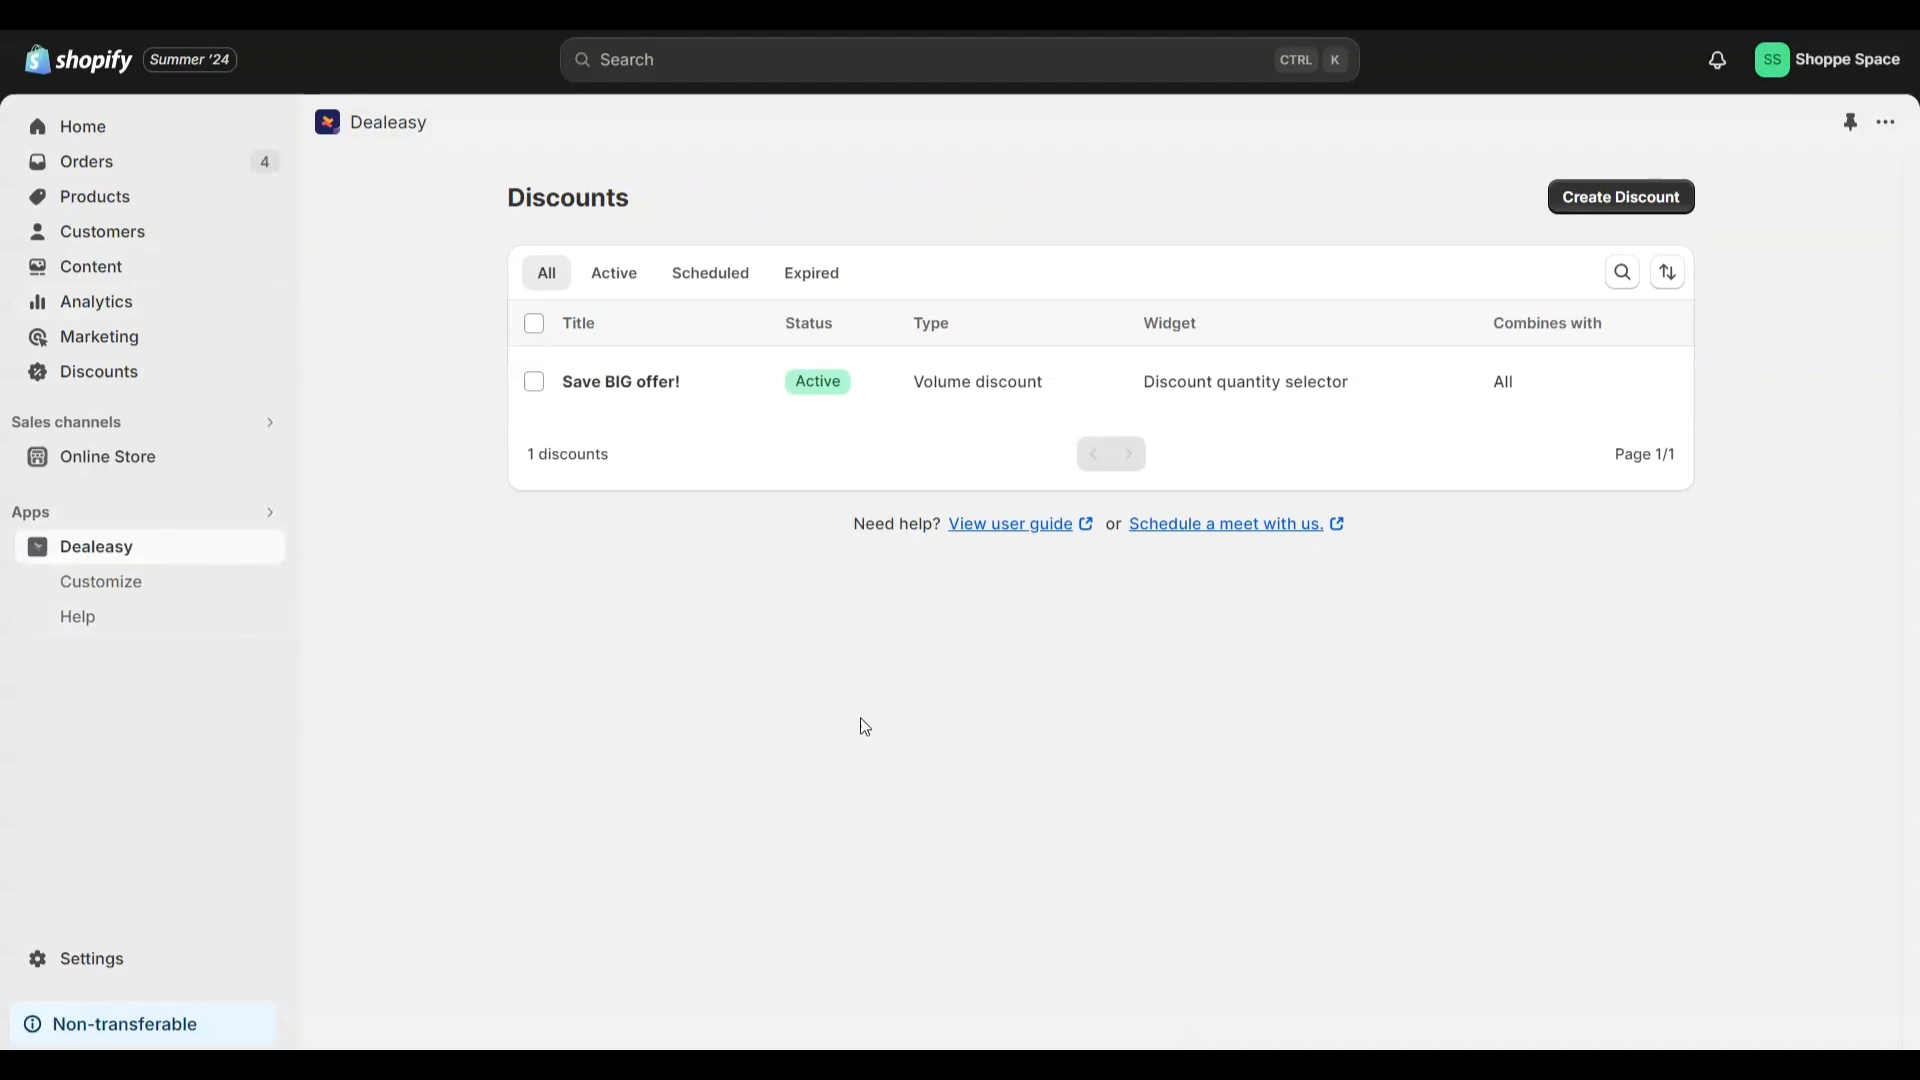 shopify Summer '24
Search CTRL K
SS Shoppe Space
Home
Orders 4
Products
Customers
Content
Analytics
Marketing
Discounts
Sales channels
Online Store
Apps
Dealeasy
Customize
Help
Settings
Non-transferable
Dealeasy
Discounts
Create Discount
All Active Scheduled Expired
Title Status Type Widget Combines with
Save BIG offer! Active Volume discount Discount quantity selector All
1 discounts Page 1/1
Need help? View user guide or Schedule a meet with us.